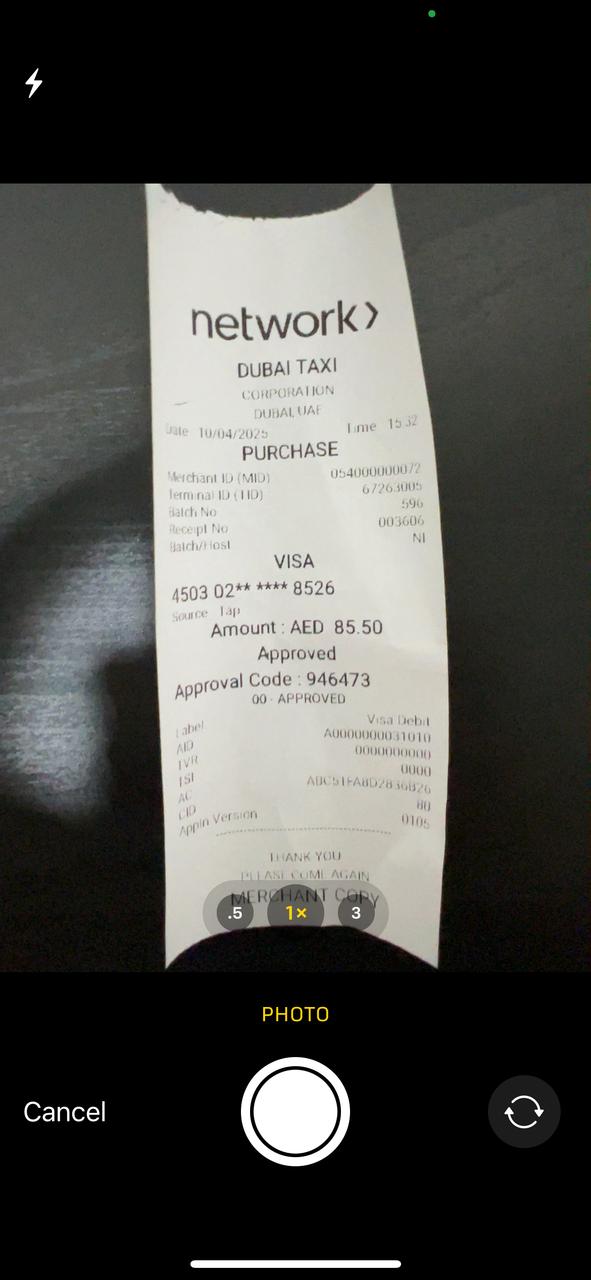 network>
DUBAI TAXI
CORPORATION
DUBAI, UAE
Date 10/04/2025 Time 15:32
PURCHASE
Merchant ID (MID) 054000000072
Terminal ID (TID) 67263005
Batch No 596
Receipt No 003606
Batch/Host NI
VISA
4503 02** **** 8526
Source Tap
Amount : AED 85.50
Approved
Approval Code : 946473
00 - APPROVED
Label Visa Debit
AID A0000000031010
TVR 0000000000
TSI 0000
AC
CID 80
Appln Version 0105
THANK YOU
PLEASE COME AGAIN
MERCHANT COPY
.5 1× 3
PHOTO
Cancel